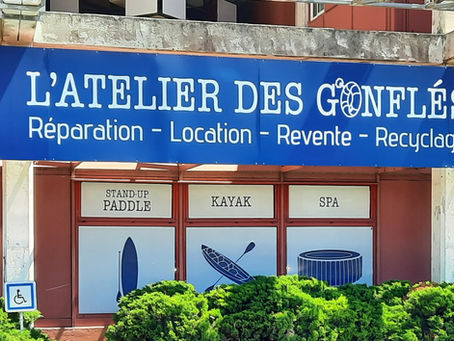 L'ATELIER DES GONFLÉS
Réparation - Location - Revente - Recyclag
STAND-UP
PADDLE
KAYAK
SPA